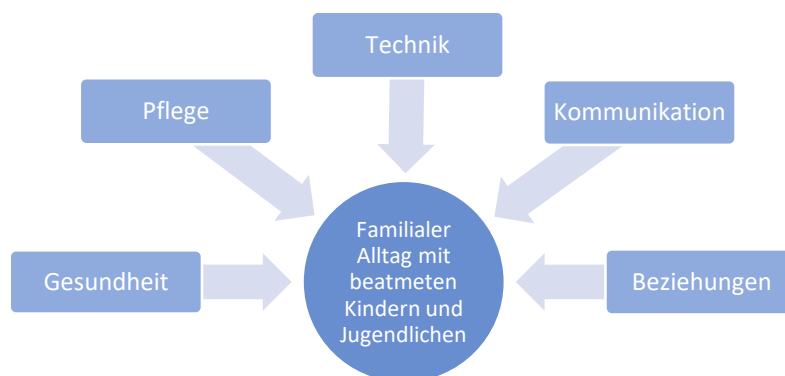 Technik
Pflege
Kommunikation
Gesundheit
Familialer
Alltag mit
beatmeten
Kindern und
Jugendlichen
Beziehungen